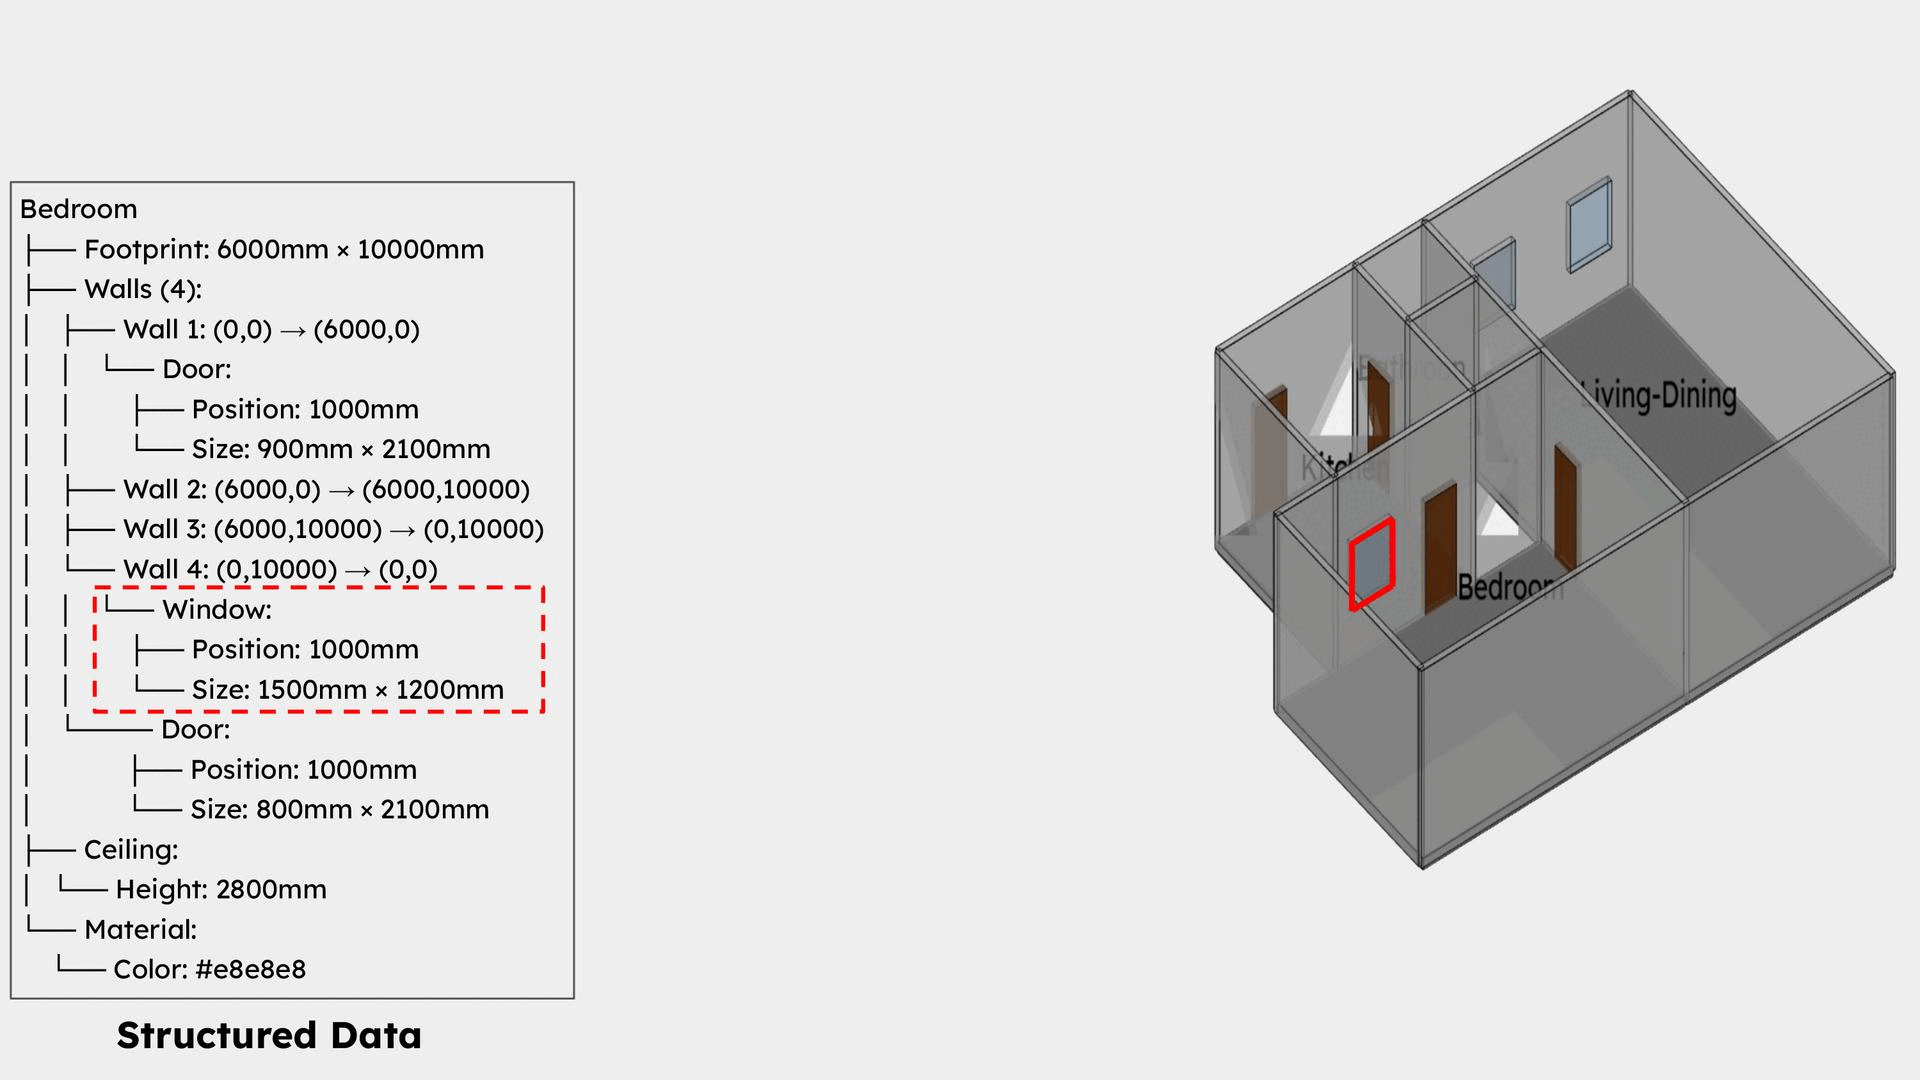 Bedroom
Footprint: 6000mm × 10000mm
Walls (4):
Wall 1: (0,0) → (6000,0)
Door:
Position: 1000mm
Size: 900mm × 2100mm
Wall 2: (6000,0) → (6000,10000)
Wall 3: (6000,10000) → (0,10000)
Wall 4: (0,10000) → (0,0)
Window:
Position: 1000mm
Size: 1500mm × 1200mm
Door:
Position: 1000mm
Size: 800mm × 2100mm
Ceiling:
Height: 2800mm
Material:
Color: #e8e8e8
Structured Data
Bathroom
Living-Dining
Kitchen
Bedroom